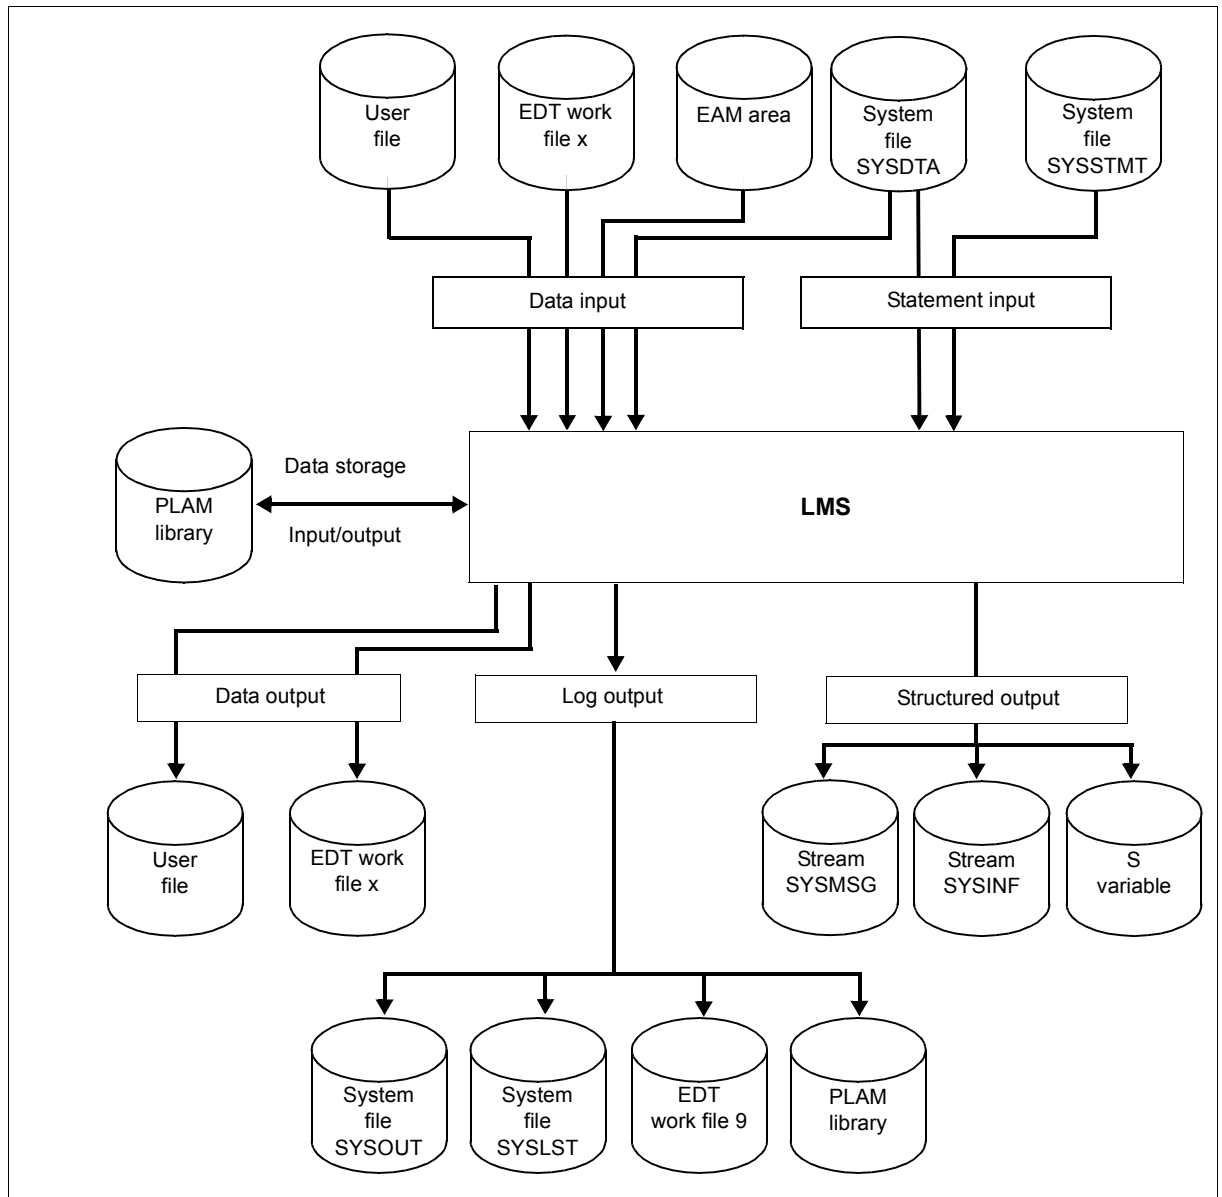 User
file
EDT work
file x
EAM area
System
file
SYSDTA
System
file
SYSSTMT
Data input
Statement input
PLAM
library
Data storage
Input/output
LMS
Data output
Log output
Structured output
User
file
EDT work
file x
Stream
SYSMSG
Stream
SYSINF
S
variable
System
file
SYSOUT
System
file
SYSLST
EDT
work file 9
PLAM
library